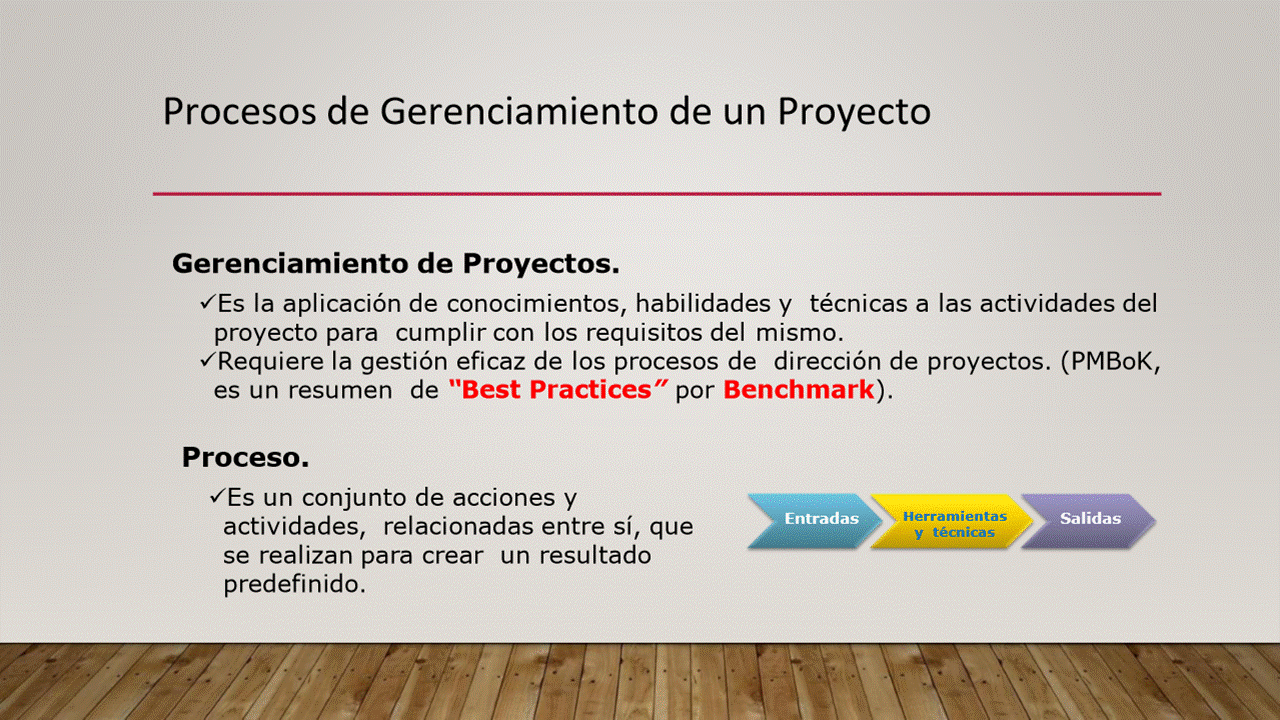 Procesos de Gerenciamiento de un Proyecto
Gerenciamiento de Proyectos.
✓Es la aplicación de conocimientos, habilidades y técnicas a las actividades del
proyecto para cumplir con los requisitos del mismo.
✓Requiere la gestión eficaz de los procesos de dirección de proyectos. (PMBoK,
es un resumen de “Best Practices” por Benchmark).
Proceso.
✓Es un conjunto de acciones y
actividades, relacionadas entre sí, que
se realizan para crear un resultado
predefinido.
Entradas
Herramientas
y técnicas
Salidas